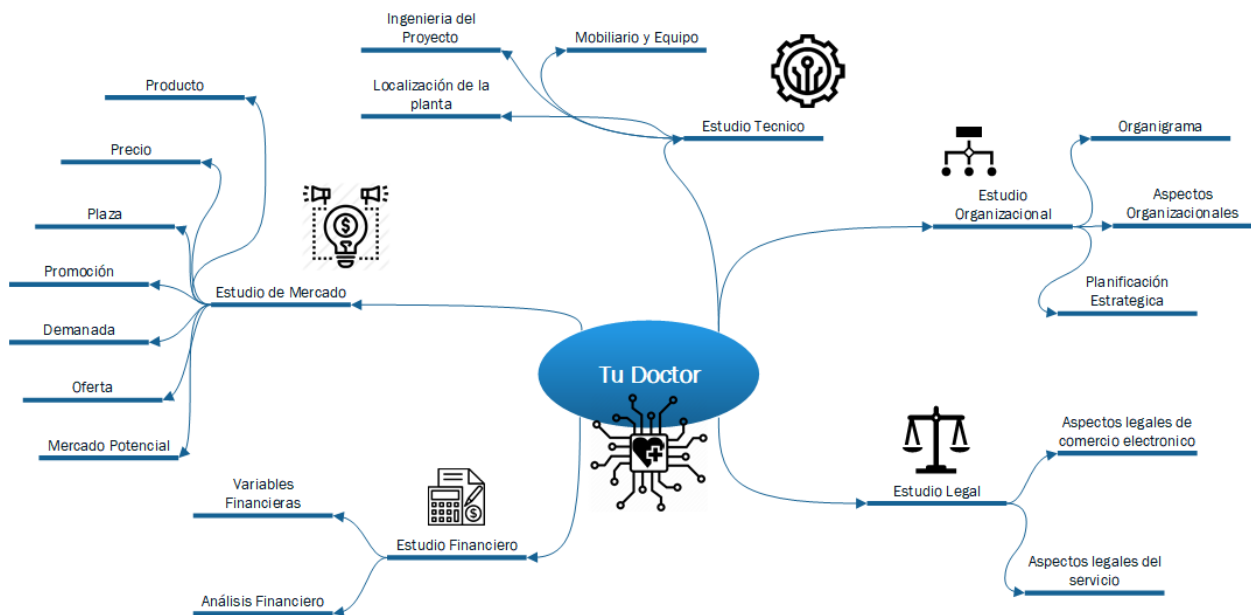 Ingenieria del
Proyecto
Mobiliario y Equipo
Localización de la
planta
Estudio Tecnico
Producto
Precio
Plaza
Promoción
Demanada
Oferta
Mercado Potencial
Estudio de Mercado
Organigrama
Estudio
Organizacional
Aspectos
Organizacionales
Planificación
Estrategica
Tu Doctor
Variables
Financieras
Estudio Financiero
Análisis Financiero
Aspectos legales de
comercio electronico
Estudio Legal
Aspectos legales del
servicio